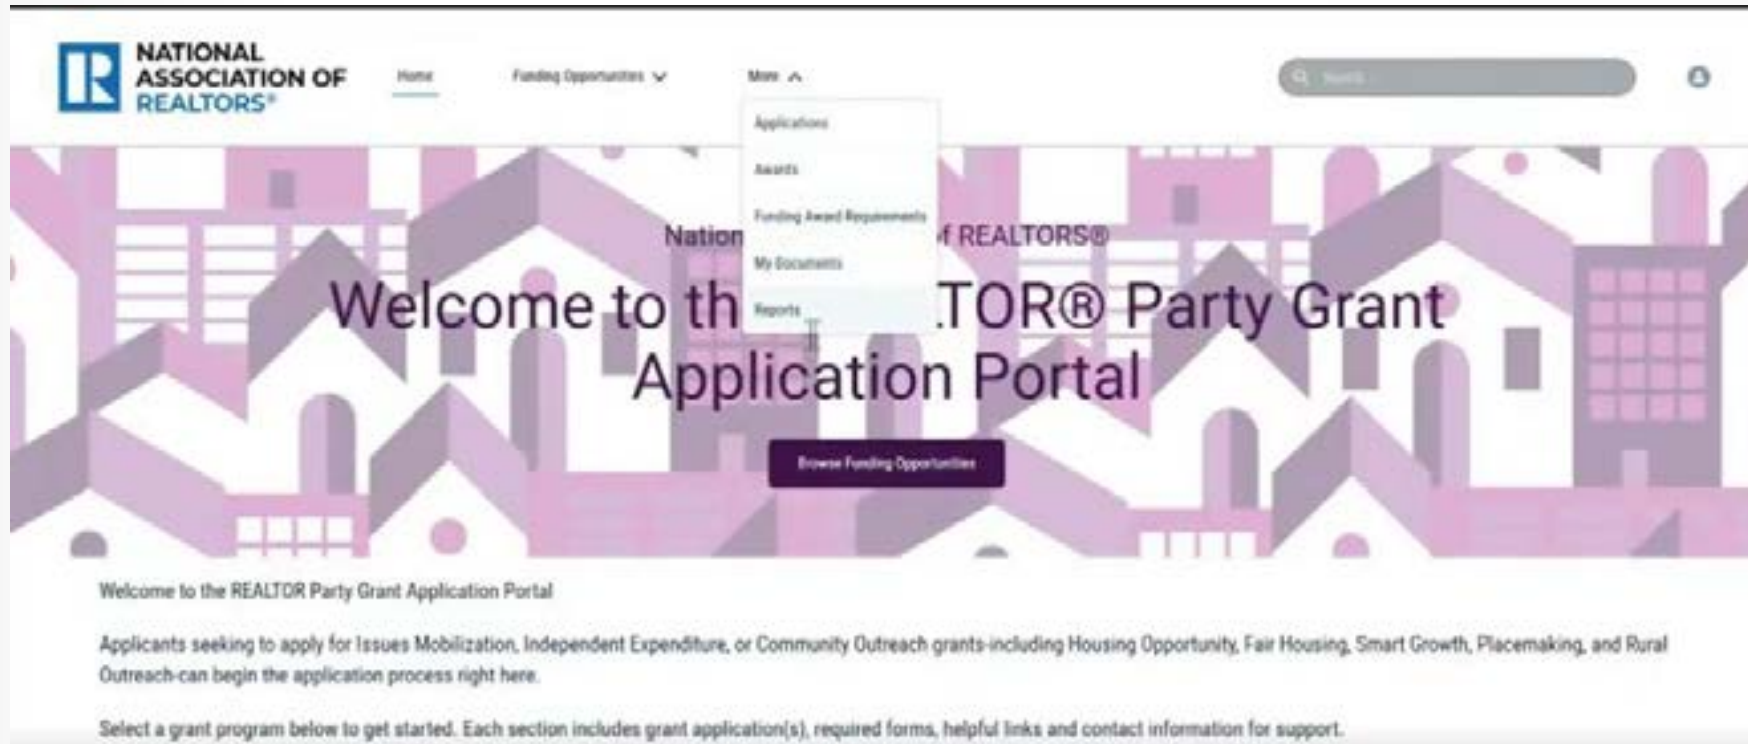 NATIONAL
ASSOCIATION OF
REALTORS®
Home
Funding Opportunities
More
Search
Applications
Awards
Funding Award Requirements
My Documents
Reports
Nation f REALTORS®
Welcome to th TOR® Party Grant
Application Portal
Browse Funding Opportunities
Welcome to the REALTOR Party Grant Application Portal
Applicants seeking to apply for Issues Mobilization, Independent Expenditure, or Community Outreach grants-including Housing Opportunity, Fair Housing, Smart Growth, Placemaking, and Rural
Outreach-can begin the application process right here.
Select a grant program below to get started. Each section includes grant application(s), required forms, helpful links and contact information for support.